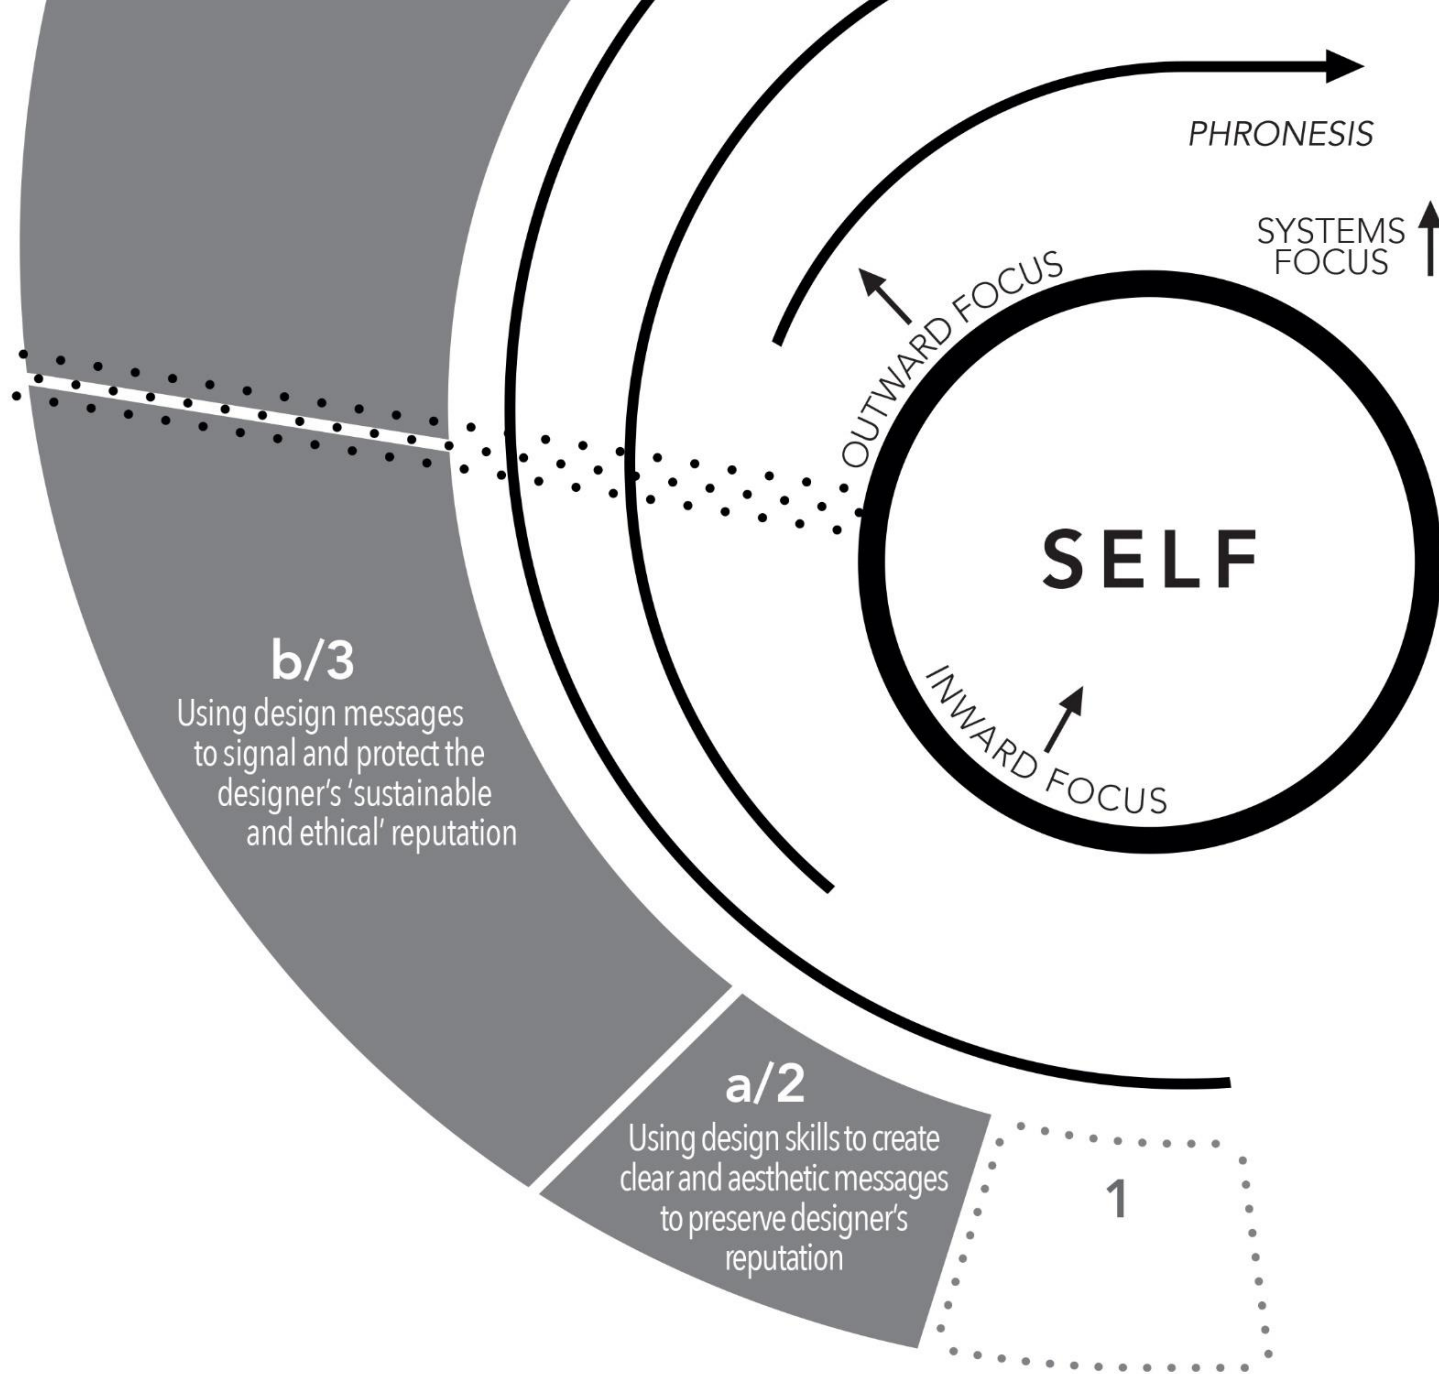 PHRONESIS
SYSTEMS
FOCUS
OUTWARD FOCUS
SELF
INWARD FOCUS
b/3
Using design messages
to signal and protect the
designer's 'sustainable
and ethical' reputation
a/2
Using design skills to create
clear and aesthetic messages
to preserve designer's
reputation
1